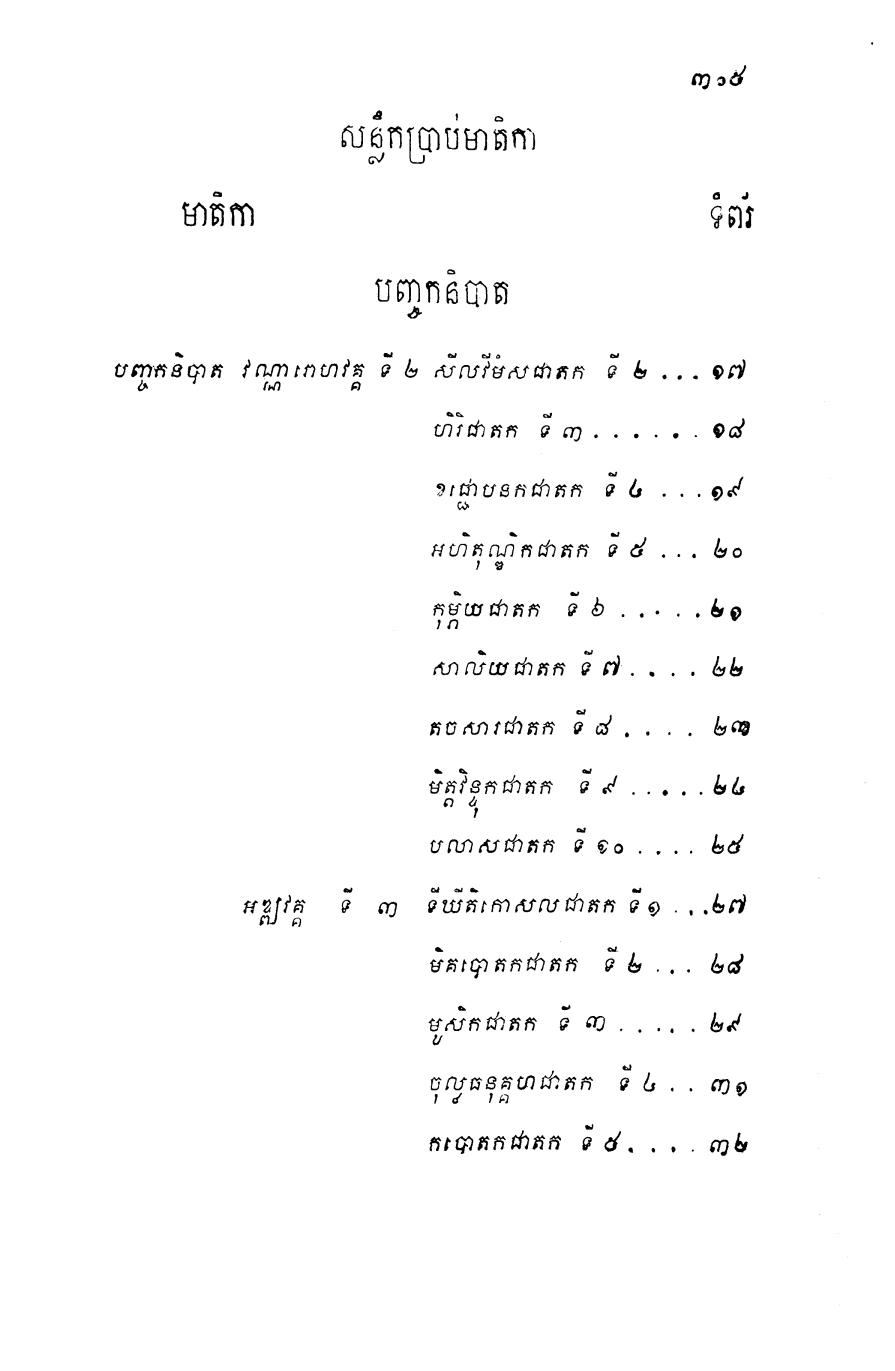 ៣១៥
សន្លឹកប្រាប់មាតិកា
មាតិកា ទំព័រ
បញ្ចកនិបាត
បញ្ចកនិបាត វណ្ណារោហវគ្គ ទី ២ សីលវីមំសជាតក ទី ២ ... ១៧
ហិរិជាតក ទី ៣ ...... ១៨
ខជ្ជោបនកជាតក ទី ៤ ... ១៩
អហិតុណ្ឌិកជាតក ទី ៥ ... ២០
កុម្ភិយជាតក ទី ៦ ..... ២១
សាលិយជាតក ទី ៧ .... ២២
តចសារជាតក ទី ៨ .... ២៣
មិត្តវិន្ទុកជាតក ទី ៩ ..... ២៤
បលាសជាតក ទី ១០ .... ២៥
អឌ្ឍវគ្គ ទី ៣ ទីឃីតិកោសលជាតក ទី ១ ... ២៧
មិគបោតកជាតក ទី ២ ... ២៨
មូសិកជាតក ទី ៣ ..... ២៩
ចុល្លធនុគ្គហជាតក ទី ៤ .. ៣១
កបោតកជាតក ទី ៥ .... ៣២